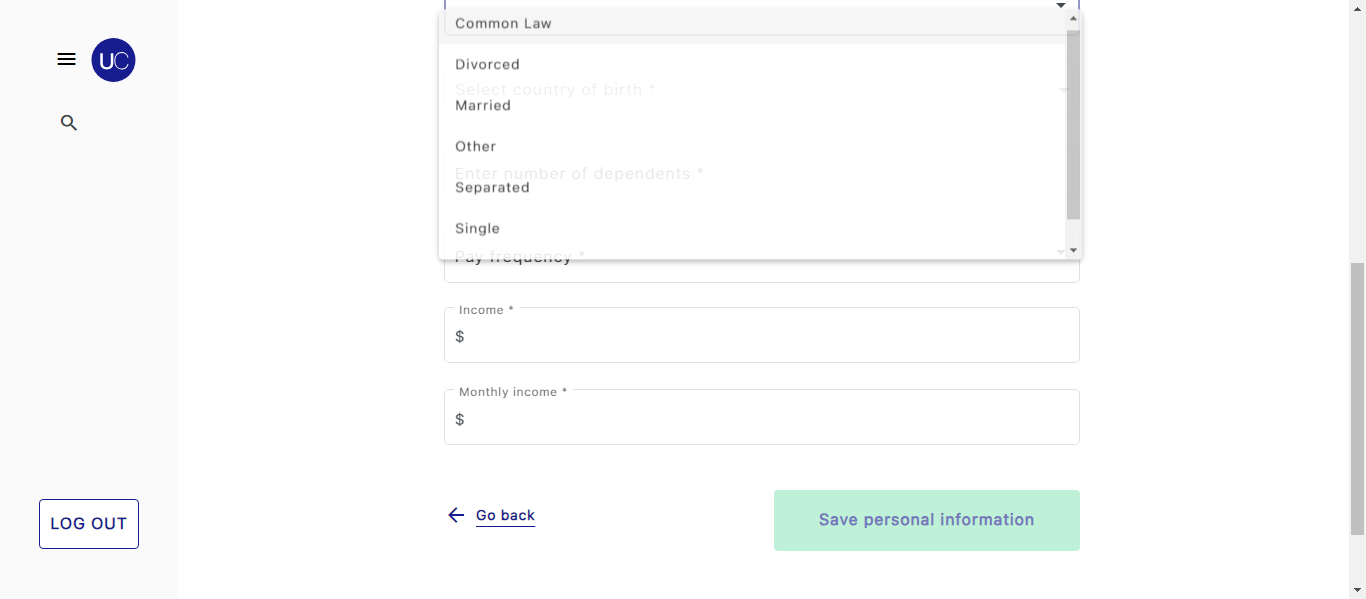 UC
Common Law
Divorced
Select country of birth *
Married
Other
Enter number of dependents *
Separated
Single
Pay frequency *
Income *
$
Monthly income *
$
Go back
Save personal information
LOG OUT